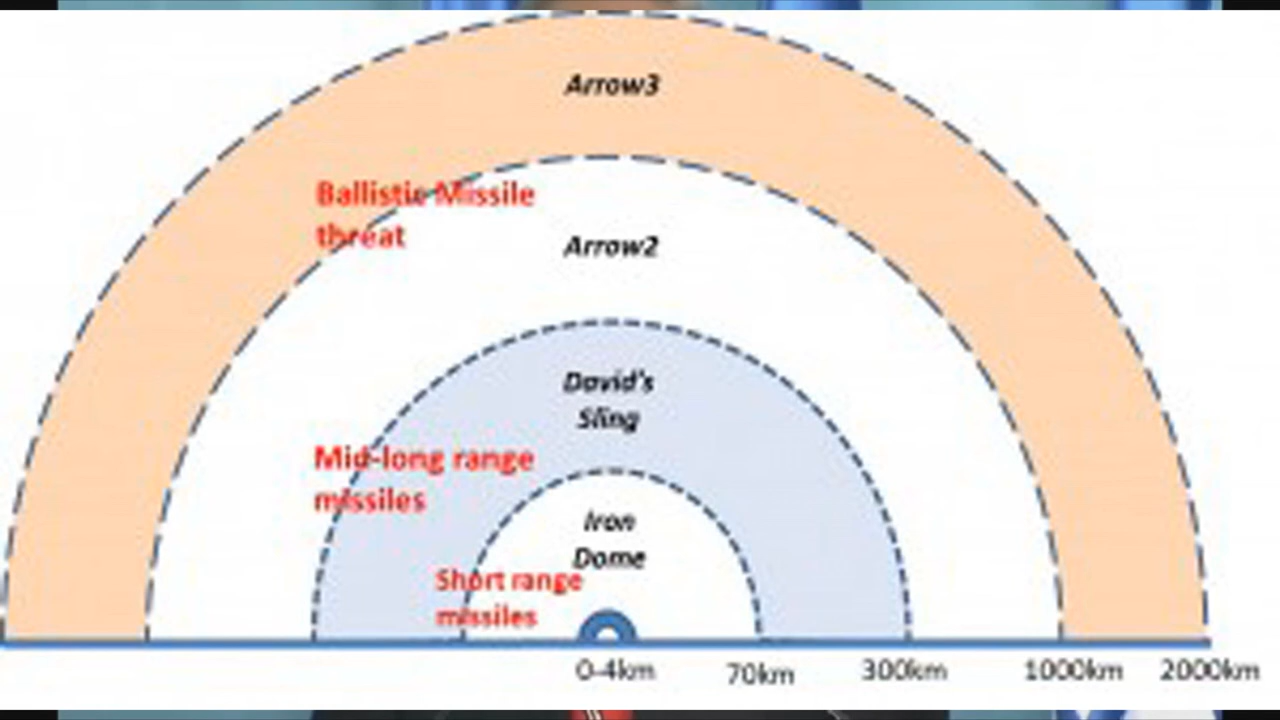 Arrow3
Ballistic Missile
threat
Arrow2
David's
Sling
Mid-long range
missiles
Iron
Dome
Short range
missiles
0-4km
70km
300km
1000km
2000km